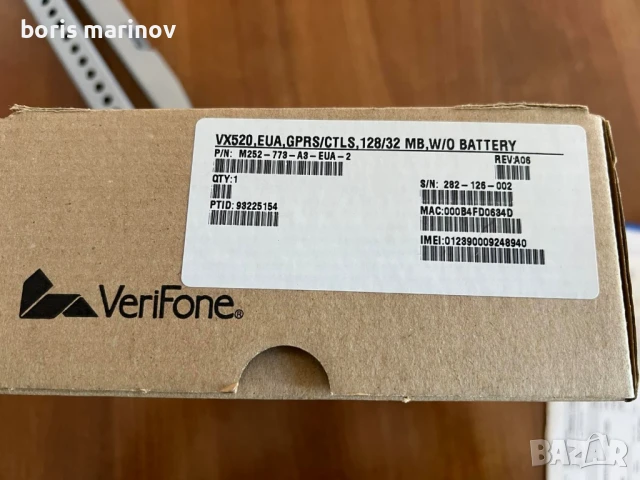 boris marinov
VX520,EUA,GPRS/CTLS,128/32 MB,W/O BATTERY
P/N: M252-773-A3-EUA-2
REV:A06
QTY:1
S/N: 282-126-002
PTID: 93225154
MAC:000B4FD0634D
IMEI:012390009248940
VeriFone®
BAZAR